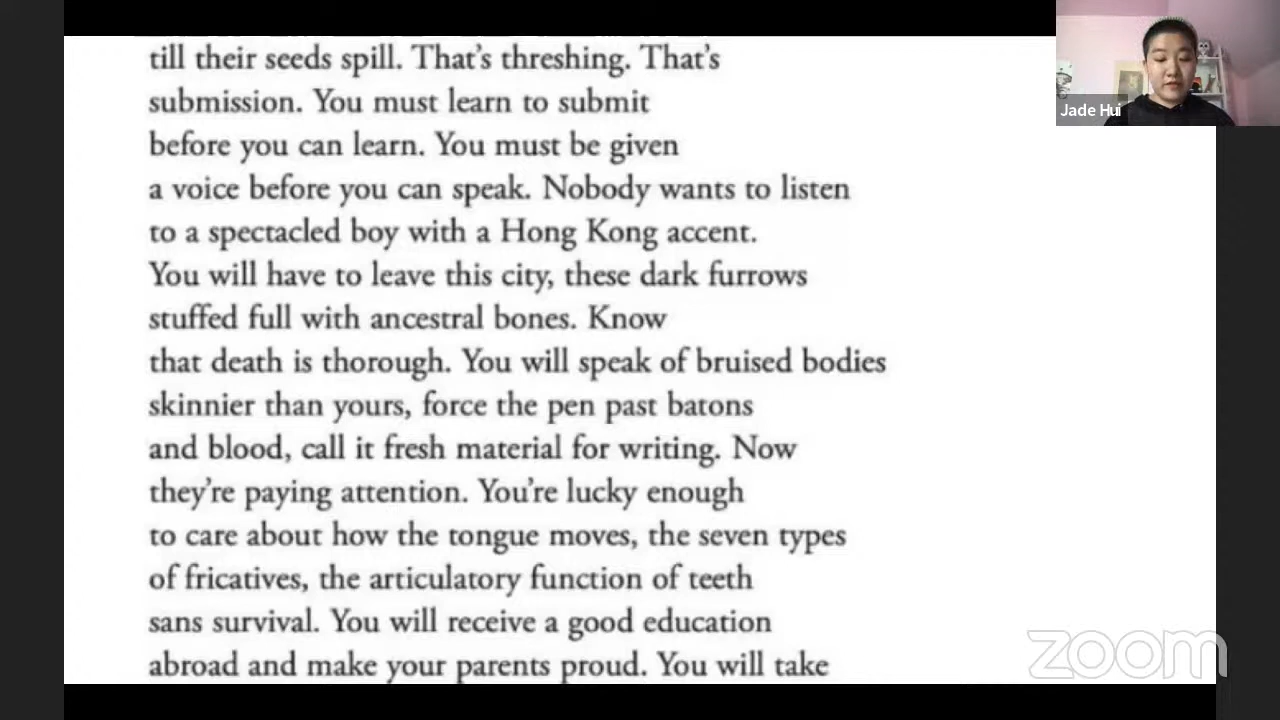 till their seeds spill. That's threshing. That's
submission. You must learn to submit
before you can learn. You must be given
a voice before you can speak. Nobody wants to listen
to a spectacled boy with a Hong Kong accent.
You will have to leave this city, these dark furrows
stuffed full with ancestral bones. Know
that death is thorough. You will speak of bruised bodies
skinnier than yours, force the pen past batons
and blood, call it fresh material for writing. Now
they're paying attention. You're lucky enough
to care about how the tongue moves, the seven types
of fricatives, the articulatory function of teeth
sans survival. You will receive a good education
abroad and make your parents proud. You will take
Jade Hui
zoom